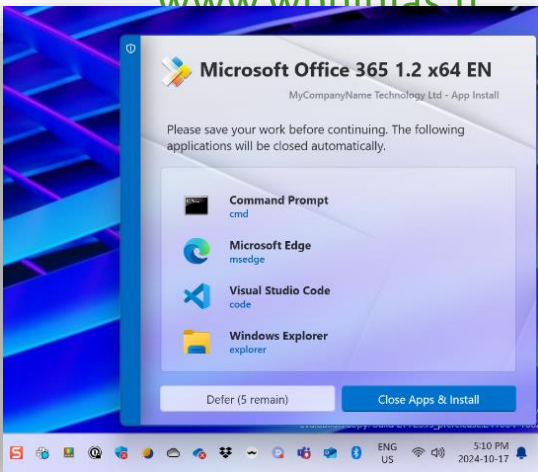 Microsoft Office 365 1.2 x64 EN
MyCompanyName Technology Ltd - App Install
Please save your work before continuing. The following
applications will be closed automatically.
Command Prompt
cmd
Microsoft Edge
msedge
Visual Studio Code
code
Windows Explorer
explorer
Defer (5 remain)
Close Apps & Install
ENG
US
5:10 PM
2024-10-17